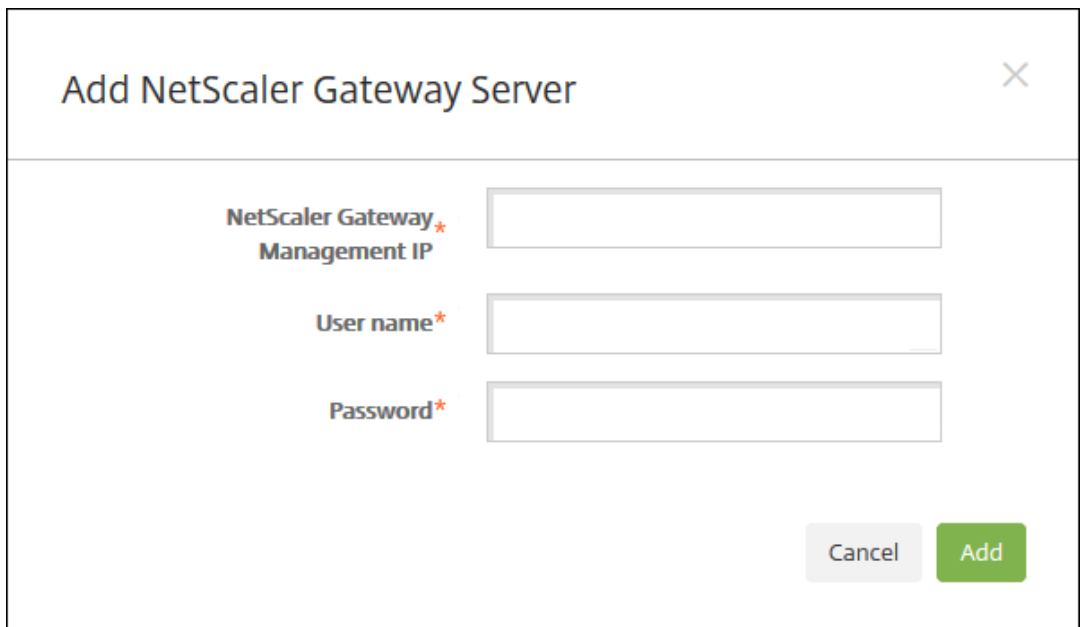 Add NetScaler Gateway Server
NetScaler Gateway*
Management IP
User name*
Password*
Cancel
Add